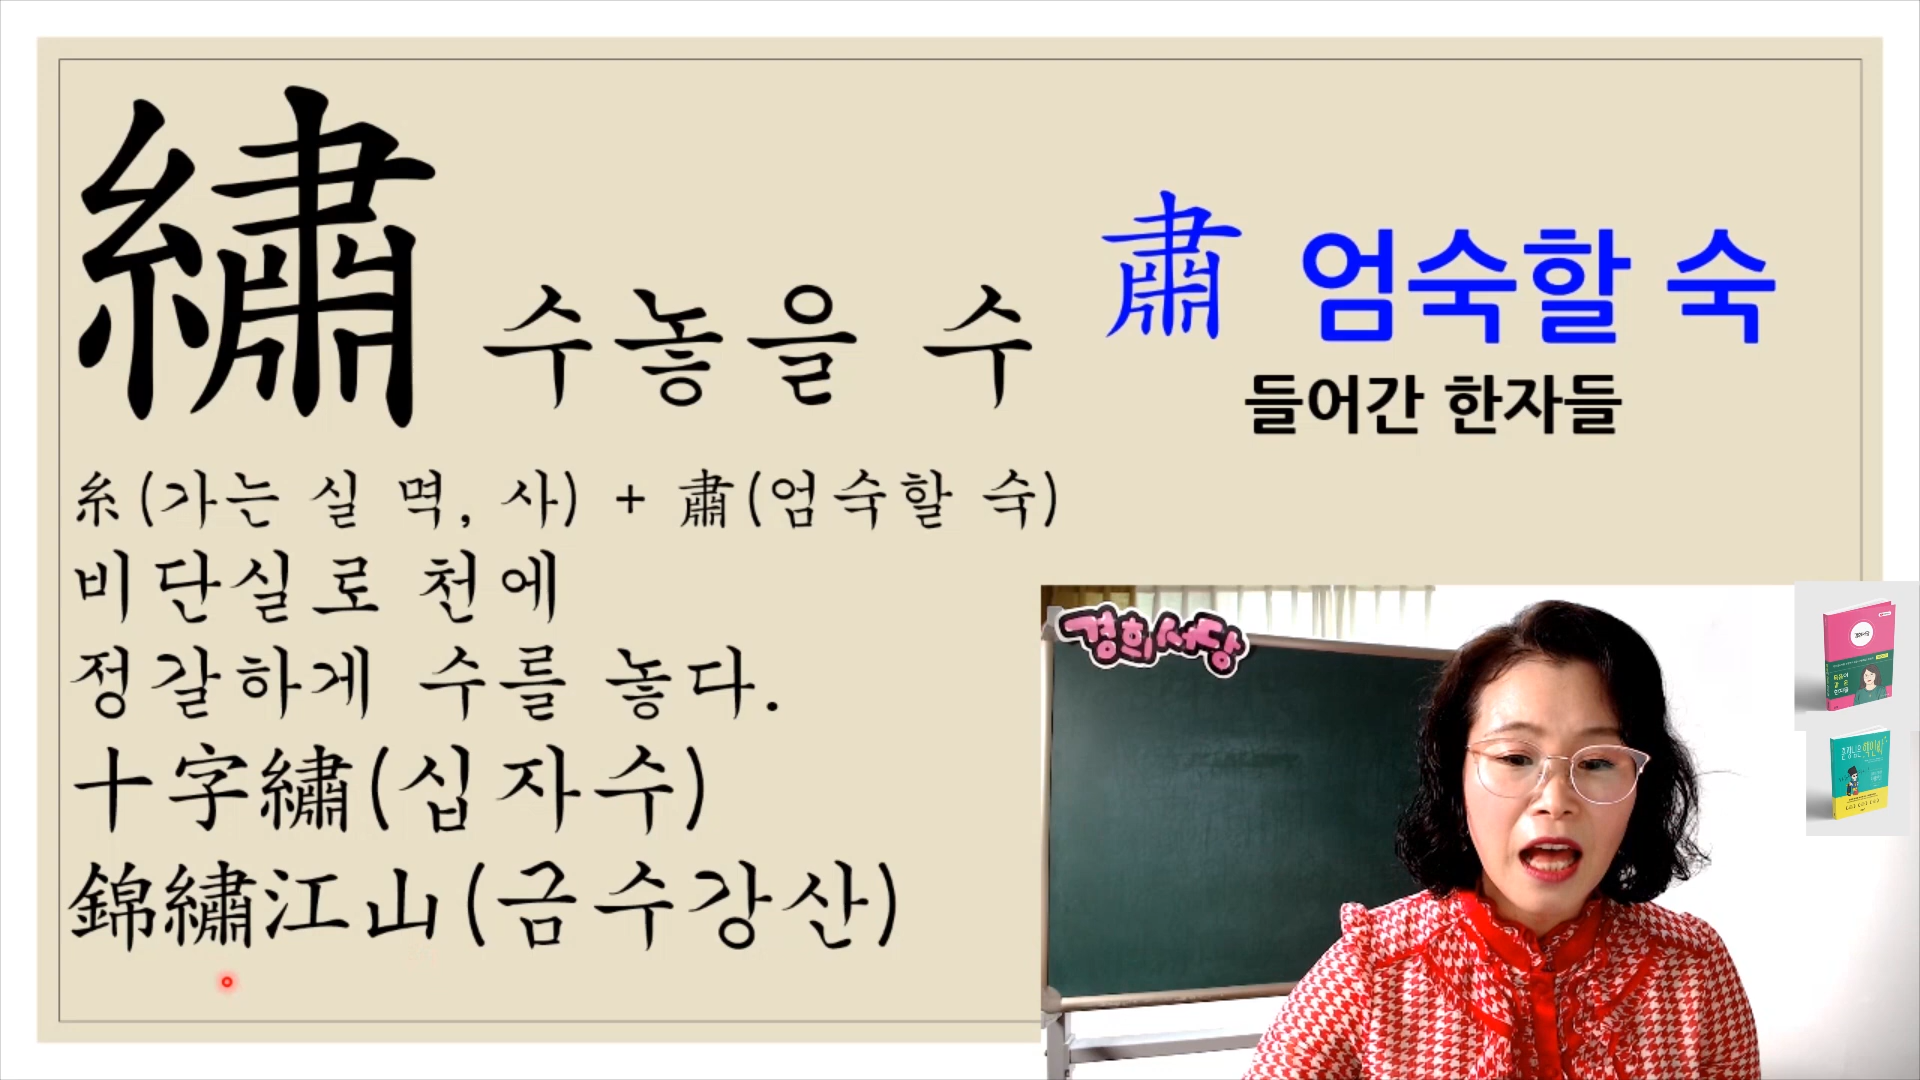 繡 수놓을 수
肅 엄숙할 숙
들어간 한자들
糸(가는 실 멱, 사) + 肅(엄숙할 숙)
비단실로 천에
정갈하게 수를 놓다.
十字繡(십자수)
錦繡江山(금수강산)
경희서당